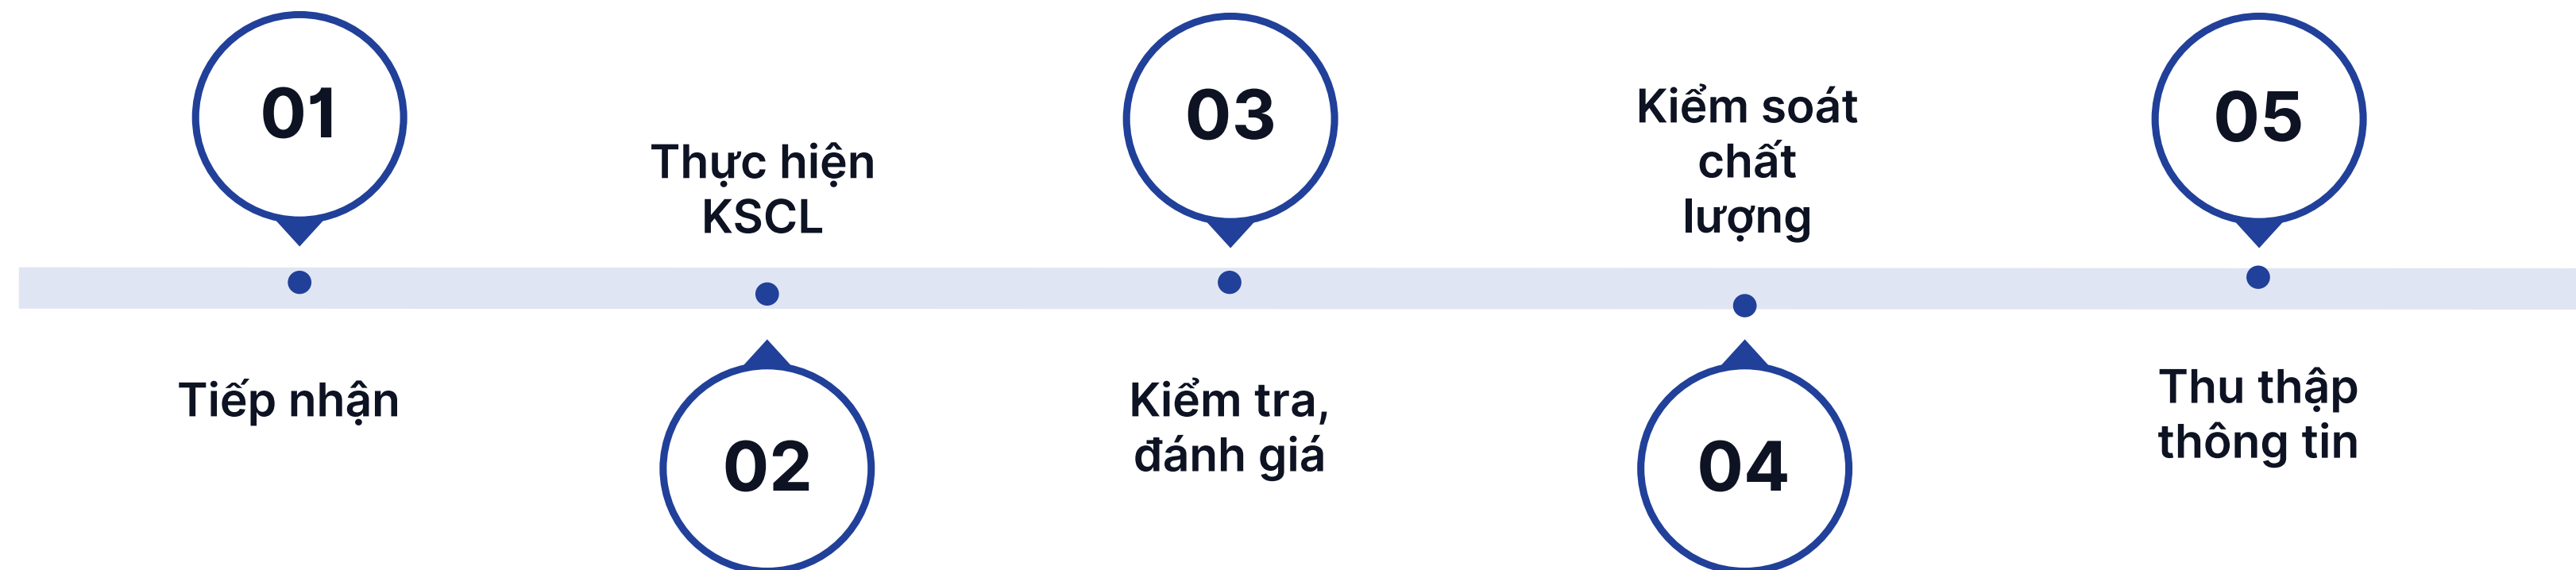 01
Tiếp nhận
Thực hiện
KSCL
02
03
Kiểm tra,
đánh giá
Kiểm soát
chất
lượng
04
05
Thu thập
thông tin